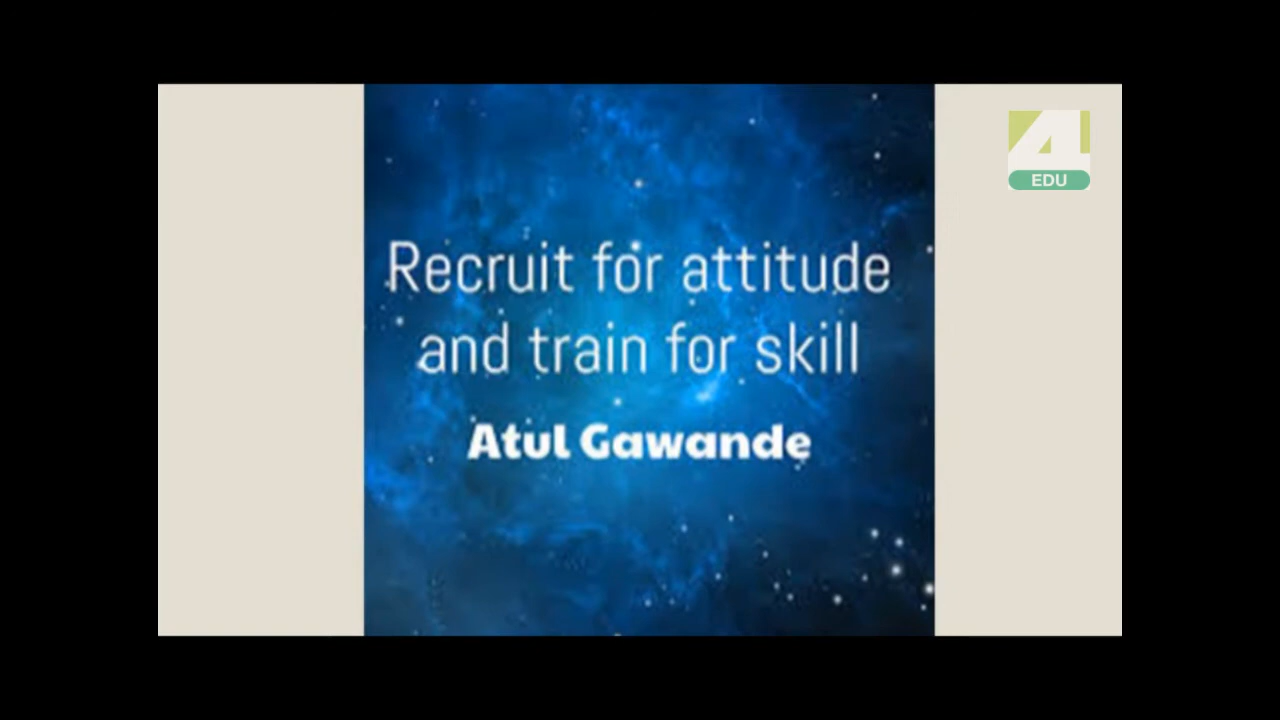 4
EDU
Recruit for attitude
and train for skill
Atul Gawande